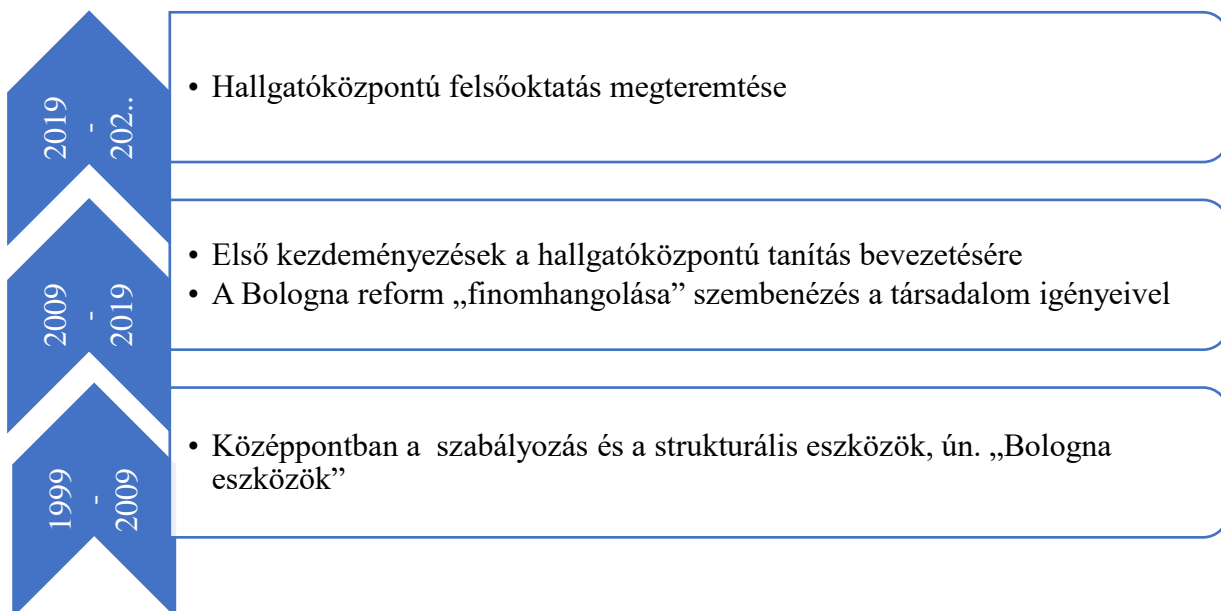 2019
-
202..
• Hallgatóközpontú felsőoktatás megteremtése
2009
-
2019
• Első kezdeményezések a hallgatóközpontú tanítás bevezetésére
• A Bologna reform „finomhangolása” szembenézés a társadalom igényeivel
1999
-
2009
• Középpontban a  szabályozás és a strukturális eszközök, ún. „Bologna
eszközök”